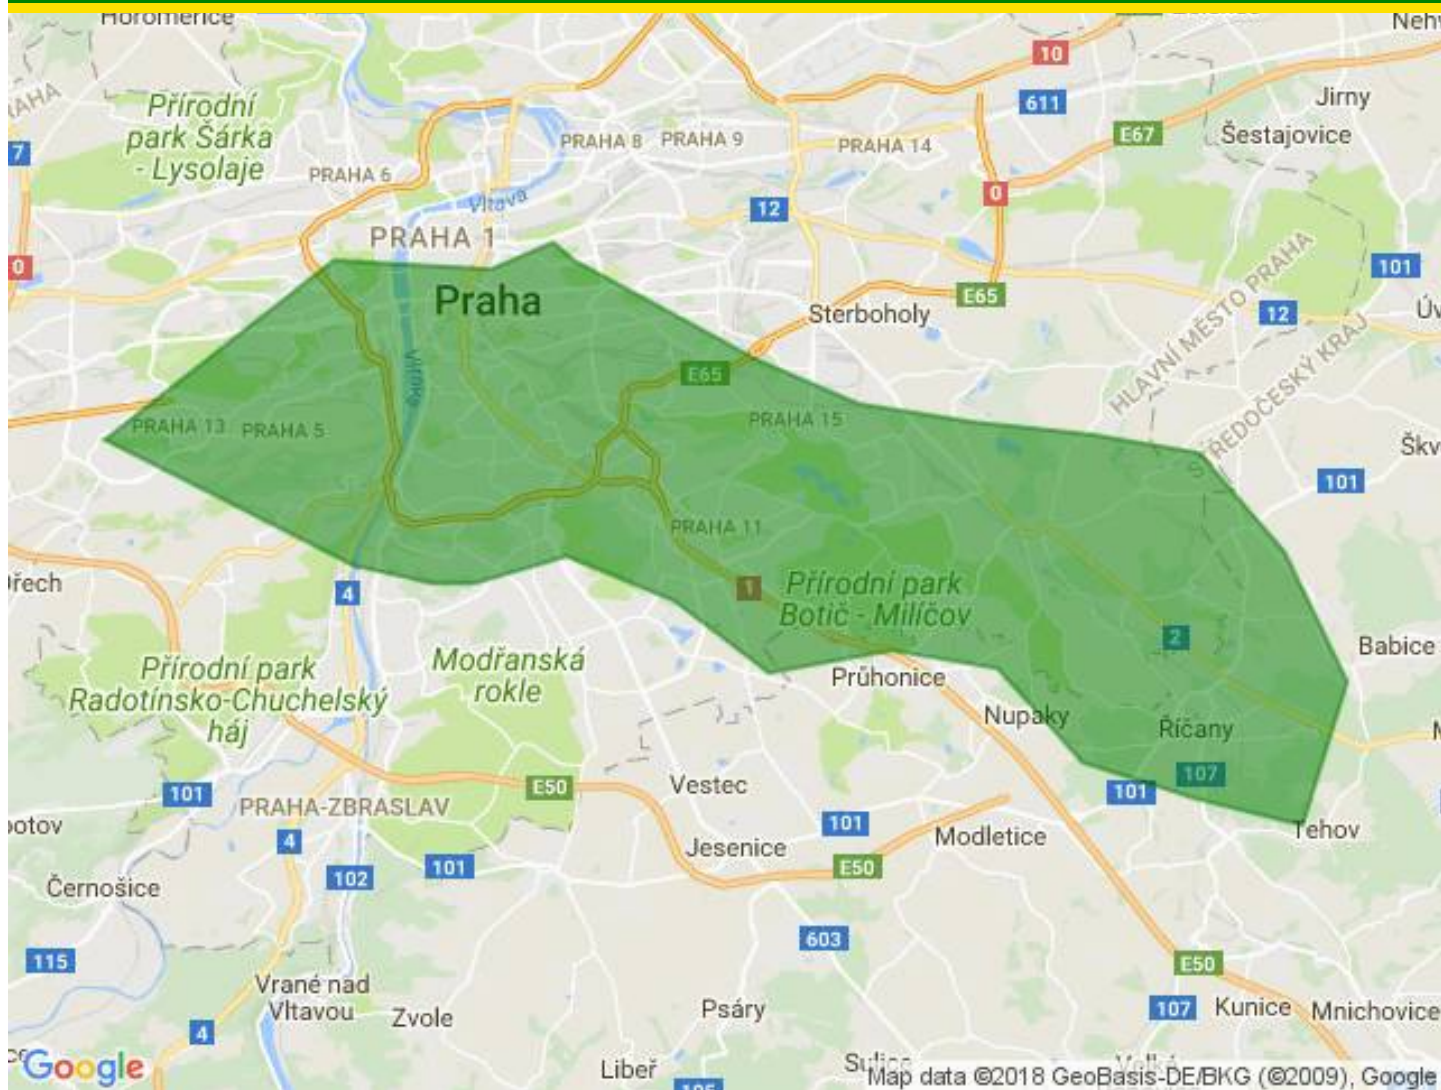 Horoměřice
10
611
Jirny
Přírodní
park Šárka
- Lysolaje
PRAHA 8
PRAHA 9
PRAHA 14
E67
Šestajovice
7
PRAHA 6
Vltava
12
0
PRAHA 1
0
101
HLAVNÍ MĚSTO PRAHA
Praha
Sterboholy
E65
12
STŘEDOČESKÝ KRAJ
Vltava
E65
PRAHA 13
PRAHA 5
PRAHA 15
101
PRAHA 11
4
1
Přírodní park
Botič - Milíčov
2
Babice
Přírodní park
Radotínsko-Chuchelský
háj
Modřanská
rokle
Průhonice
Nupaky
Říčany
101
E50
Vestec
101
107
PRAHA-ZBRASLAV
101
Tehov
4
Jesenice
Modletice
102
101
E50
Černošice
603
115
E50
Vrané nad
Vltavou
Zvole
Psáry
107
Kunice
Mnichovice
4
Google
Libeř
Map data ©2018 GeoBasis-DE/BKG (©2009), Google